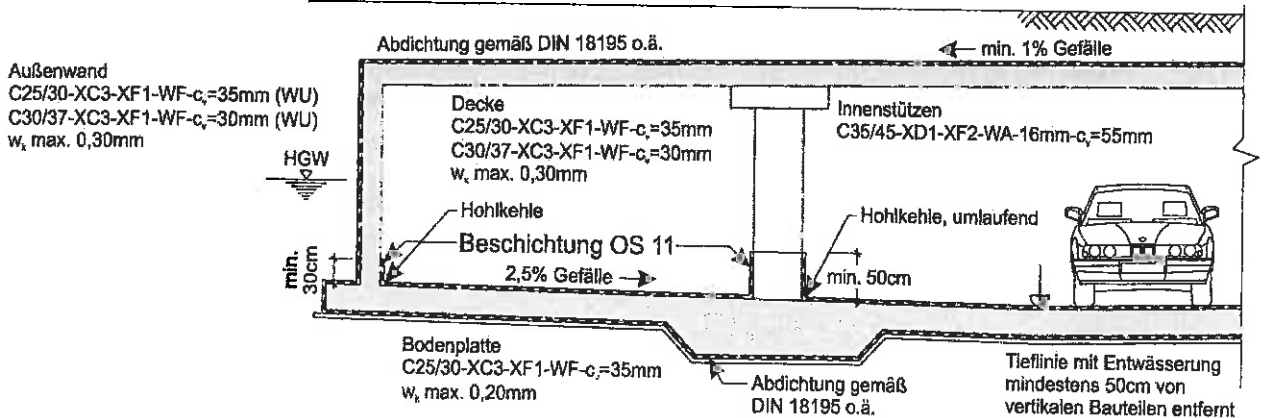 Abdichtung gemäß DIN 18195 o.ä.
min. 1% Gefälle
Außenwand
C25/30-XC3-XF1-WF-cᵥ=35mm (WU)
C30/37-XC3-XF1-WF-cᵥ=30mm (WU)
wₖ max. 0,30mm
Decke
C25/30-XC3-XF1-WF-cᵥ=35mm
C30/37-XC3-XF1-WF-cᵥ=30mm
wₖ max. 0,30mm
Innenstützen
C35/45-XD1-XF2-WA-16mm-cᵥ=55mm
HGW
Hohlkehle
Hohlkehle, umlaufend
Beschichtung OS 11
min.
30cm
2,5% Gefälle
min. 50cm
Bodenplatte
C25/30-XC3-XF1-WF-cᵥ=35mm
wₖ max. 0,20mm
Abdichtung gemäß
DIN 18195 o.ä.
Tieflinie mit Entwässerung
mindestens 50cm von
vertikalen Bauteilen entfernt